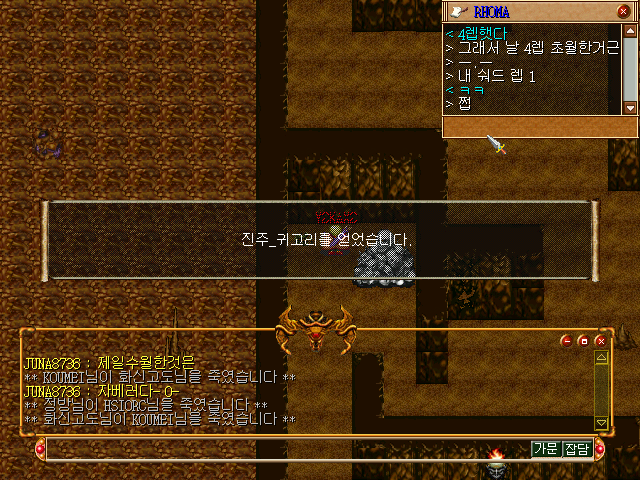 RHOMA
< 4렙햇다
> 그래서 날 4렙 초월한거군
> ㅡ.ㅡ
> 내 숴드 렙 1
< ㅋㅋ
> 쩝
진주_귀고리를 얻었습니다.
JUNA8736 : 제일수월한것은
** KOUMEI님이 화신고도님을 죽였습니다 **
JUNA8736 : 자베러다-0-
** 정방님이 HSIORC님을 죽였습니다 **
** 화신고도님이 KOUMEI님을 죽였습니다 **
가문 잡담